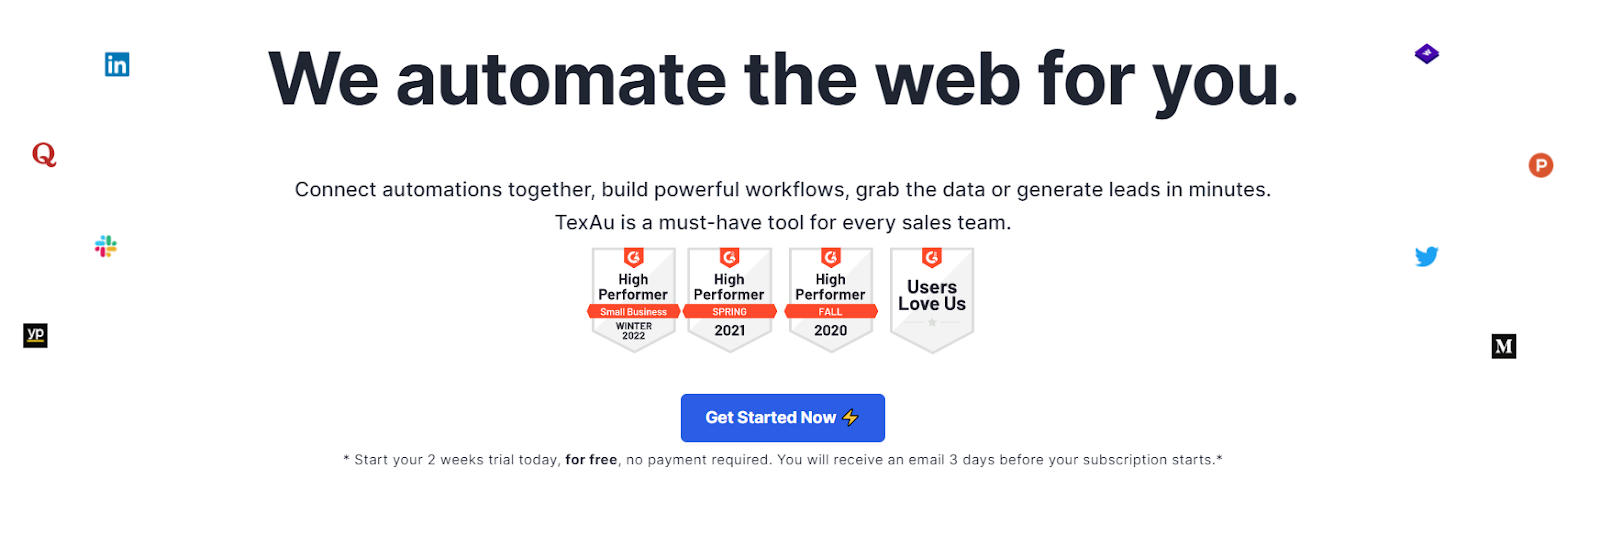 We automate the web for you.
in
Q
P
yp
M
Connect automations together, build powerful workflows, grab the data or generate leads in minutes.
TexAu is a must-have tool for every sales team.
High
Performer
Small Business
WINTER
2022
High
Performer
SPRING
2021
High
Performer
FALL
2020
Users
Love Us
Get Started Now ⚡
* Start your 2 weeks trial today, for free, no payment required. You will receive an email 3 days before your subscription starts.*